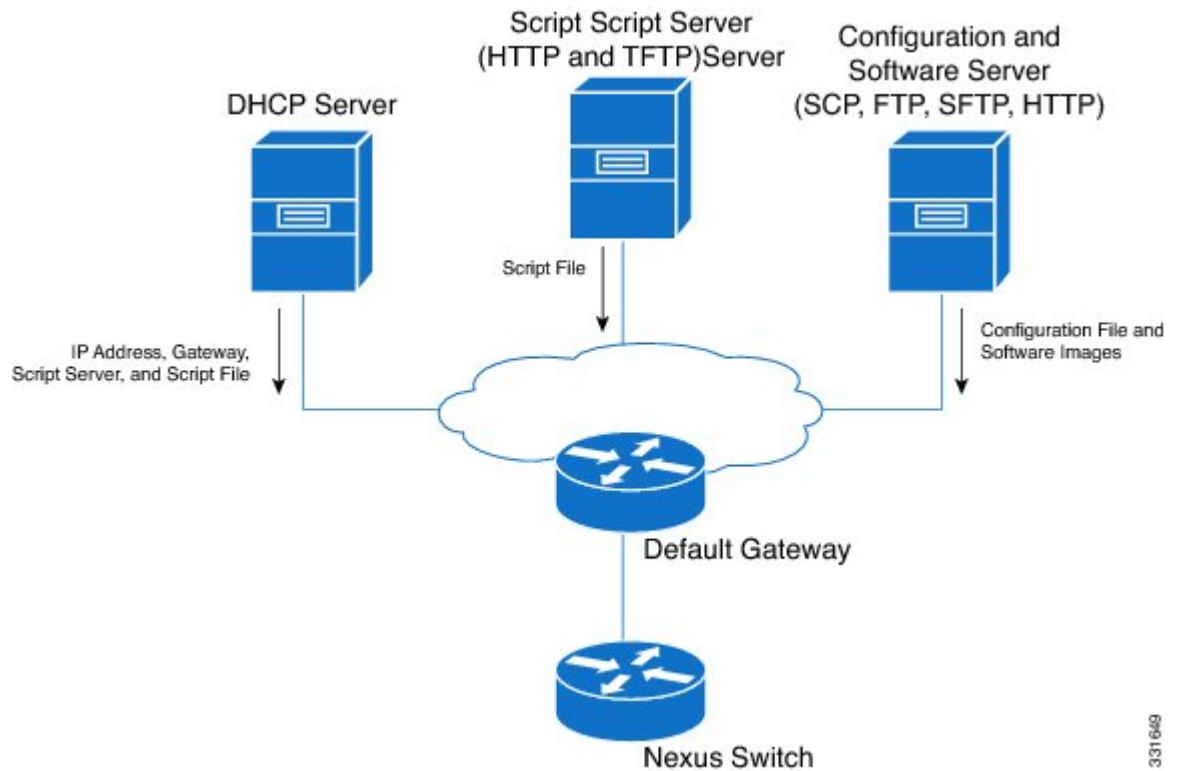 Script Script Server
(HTTP and TFTP)Server
Configuration and
Software Server
(SCP, FTP, SFTP, HTTP)
DHCP Server
Script File
IP Address, Gateway,
Script Server, and Script File
Configuration File and
Software Images
Default Gateway
Nexus Switch
331649